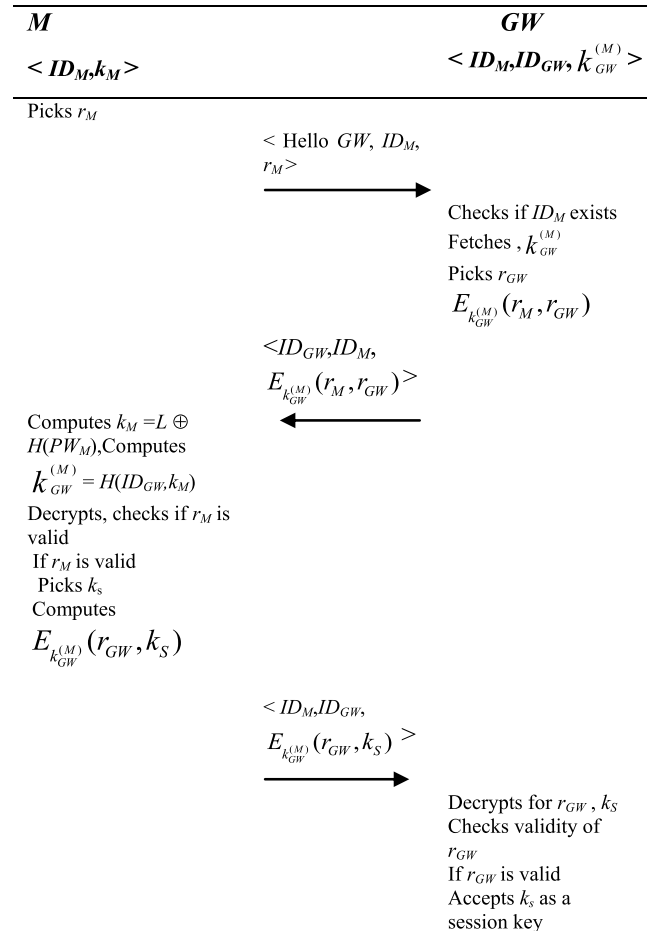 M GW
< ID_M,k_M> < ID_M,ID_GW, k_GW^(M) >
Picks r_M
< Hello GW, ID_M,
r_M>
Checks if ID_M exists
Fetches , k_GW^(M)
Picks r_GW
E_{k_GW^(M)}(r_M,r_GW)
<ID_GW,ID_M,
E_{k_GW^(M)}(r_M,r_GW)>
Computes k_M =L ⊕
H(PW_M),Computes
k_GW^(M) = H(ID_GW,k_M)
Decrypts, checks if r_M is
valid
If r_M is valid
Picks k_s
Computes
E_{k_GW^(M)}(r_GW,k_S)
< ID_M,ID_GW,
E_{k_GW^(M)}(r_GW,k_S) >
Decrypts for r_GW , k_S
Checks validity of
r_GW
If r_GW is valid
Accepts k_s as a
session key